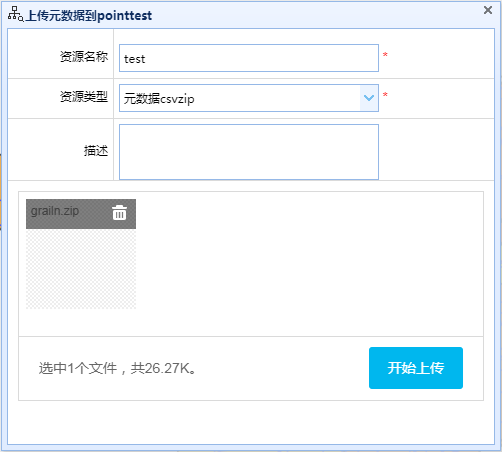 上传元数据到pointtest
资源名称 test *
资源类型 元数据csvzip *
描述
grailn.zip
选中1个文件，共26.27K。
开始上传